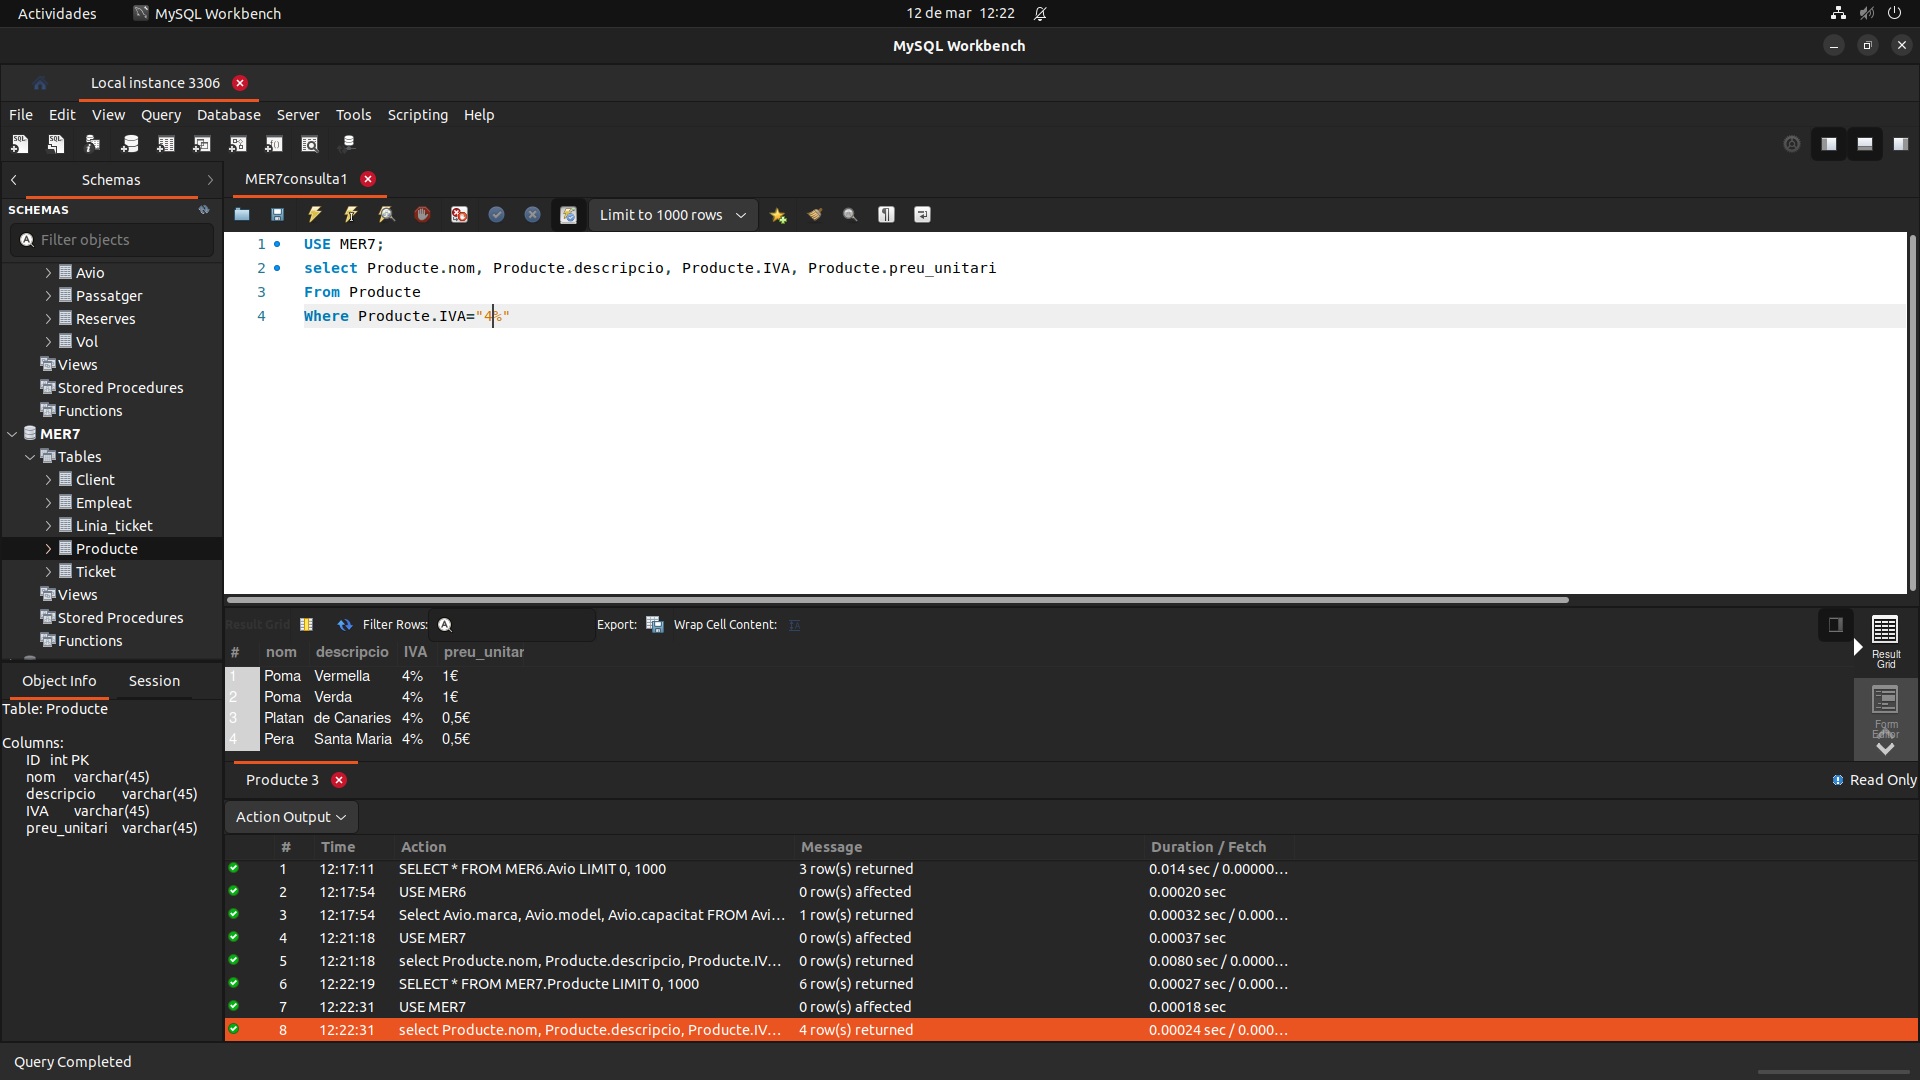 Actividades MySQL Workbench 12 de mar 12:22
MySQL Workbench
Local instance 3306
File Edit View Query Database Server Tools Scripting Help
Schemas
MER7consulta1
SCHEMAS
Limit to 1000 rows
Filter objects
Avio
Passatger
Reserves
Vol
Views
Stored Procedures
Functions
MER7
Tables
Client
Empleat
Linia_ticket
Producte
Ticket
Views
Stored Procedures
Functions
1 USE MER7;
2 select Producte.nom, Producte.descripcio, Producte.IVA, Producte.preu_unitari
3 From Producte
4 Where Producte.IVA="4%"
Result Grid Filter Rows: Export: Wrap Cell Content:
# nom descripcio IVA preu_unitar
1 Poma Vermella 4% 1€
2 Poma Verda 4% 1€
3 Platan de Canaries 4% 0,5€
4 Pera Santa Maria 4% 0,5€
Result
Grid
Form
Editor
Producte 3 Read Only
Object Info Session
Table: Producte
Columns:
ID int PK
nom varchar(45)
descripcio varchar(45)
IVA varchar(45)
preu_unitari varchar(45)
Action Output
# Time Action Message Duration / Fetch
1 12:17:11 SELECT * FROM MER6.Avio LIMIT 0, 1000 3 row(s) returned 0.014 sec / 0.00000...
2 12:17:54 USE MER6 0 row(s) affected 0.00020 sec
3 12:17:54 Select Avio.marca, Avio.model, Avio.capacitat FROM Avi... 1 row(s) returned 0.00032 sec / 0.000...
4 12:21:18 USE MER7 0 row(s) affected 0.00037 sec
5 12:21:18 select Producte.nom, Producte.descripcio, Producte.IV... 0 row(s) returned 0.0080 sec / 0.0000...
6 12:22:19 SELECT * FROM MER7.Producte LIMIT 0, 1000 6 row(s) returned 0.00027 sec / 0.000...
7 12:22:31 USE MER7 0 row(s) affected 0.00018 sec
8 12:22:31 select Producte.nom, Producte.descripcio, Producte.IV... 4 row(s) returned 0.00024 sec / 0.000...
Query Completed